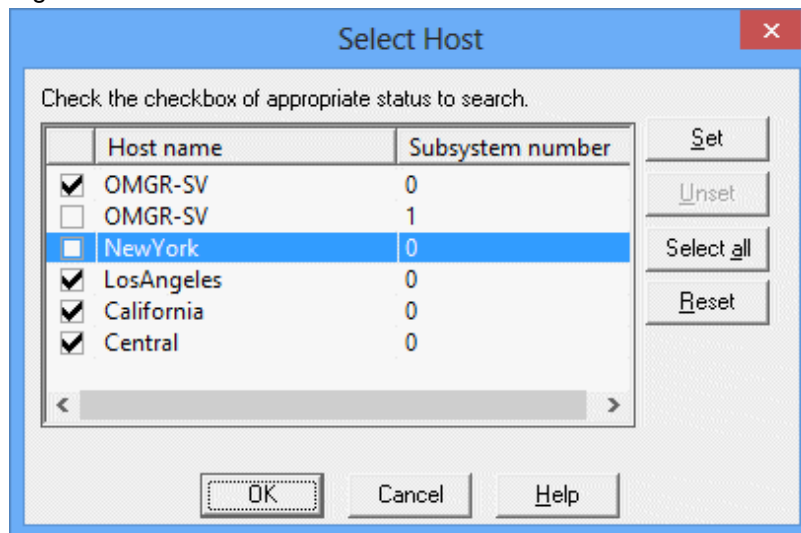 Select Host
Check the checkbox of appropriate status to search.
Host name Subsystem number
OMGR-SV 0
OMGR-SV 1
NewYork 0
LosAngeles 0
California 0
Central 0
Set
Unset
Select all
Reset
OK Cancel Help